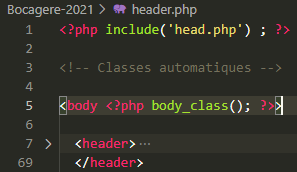 Bocagere-2021 > header.php
1 <?php include('head.php') ; ?>
2
3 <!-- Classes automatiques -->
4
5 <body <?php body_class(); ?>>
6
7 > <header>⋯
69 </header>